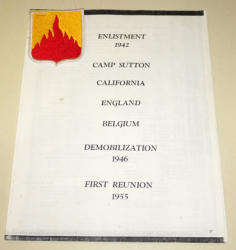 ENLISTMENT
1942
CAMP SUTTON
CALIFORNIA
ENGLAND
BELGIUM
DEMOBILIZATION
1946
FIRST REUNION
1955